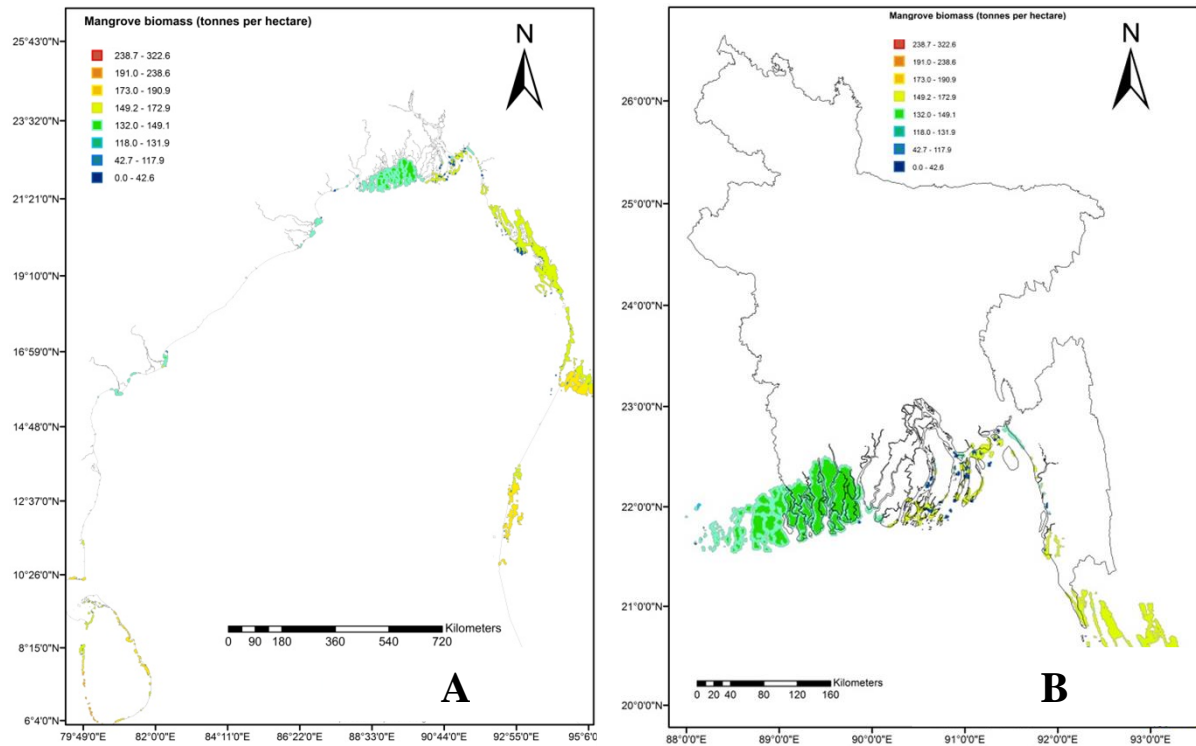 Mangrove biomass (tonnes per hectare)
238.7 - 322.6
191.0 - 238.6
173.0 - 190.9
149.2 - 172.9
132.0 - 149.1
118.0 - 131.9
42.7 - 117.9
0.0 - 42.6
N
25°43'0"N
23°32'0"N
21°21'0"N
19°10'0"N
16°59'0"N
14°48'0"N
12°37'0"N
10°26'0"N
8°15'0"N
6°4'0"N
Kilometers
0 90 180 360 540 720
A
79°49'0"E 82°0'0"E 84°11'0"E 88°33'0"E 90°44'0"E 92°55'0"E 95°6'0
Mangrove biomass (tonnes per hectare)
238.7 - 322.6
191.0 - 238.6
173.0 - 190.9
149.2 - 172.9
132.0 - 149.1
118.0 - 131.9
42.7 - 117.9
0.0 - 42.6
N
26°0'0"N
25°0'0"N
24°0'0"N
23°0'0"N
22°0'0"N
21°0'0"N
20°0'0"N
Kilometers
0 20 40 80 120 160
B
88°0'0"E 89°0'0"E 90°0'0"E 91°0'0"E 92°0'0"E 93°0'0"E